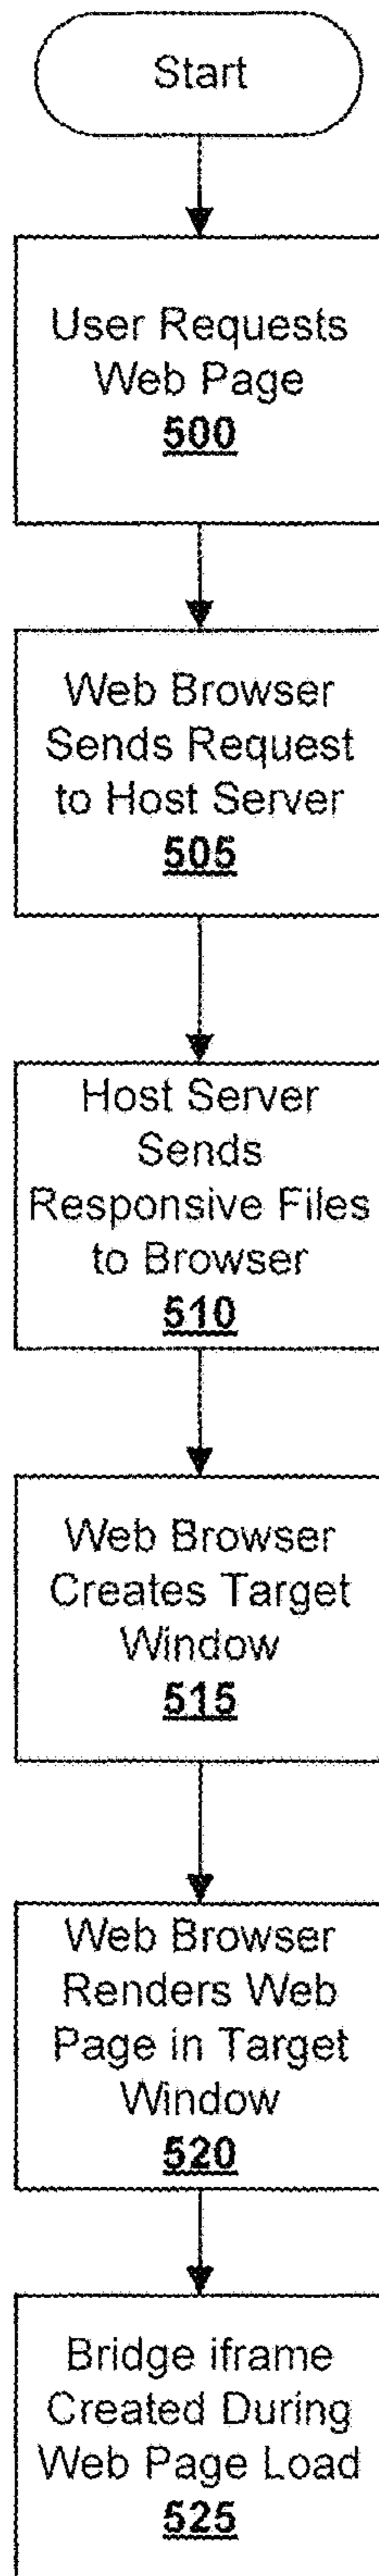 Start
User Requests
Web Page
500
Web Browser
Sends Request
to Host Server
505
Host Server
Sends
Responsive Files
to Browser
510
Web Browser
Creates Target
Window
515
Web Browser
Renders Web
Page in Target
Window
520
Bridge iframe
Created During
Web Page Load
525